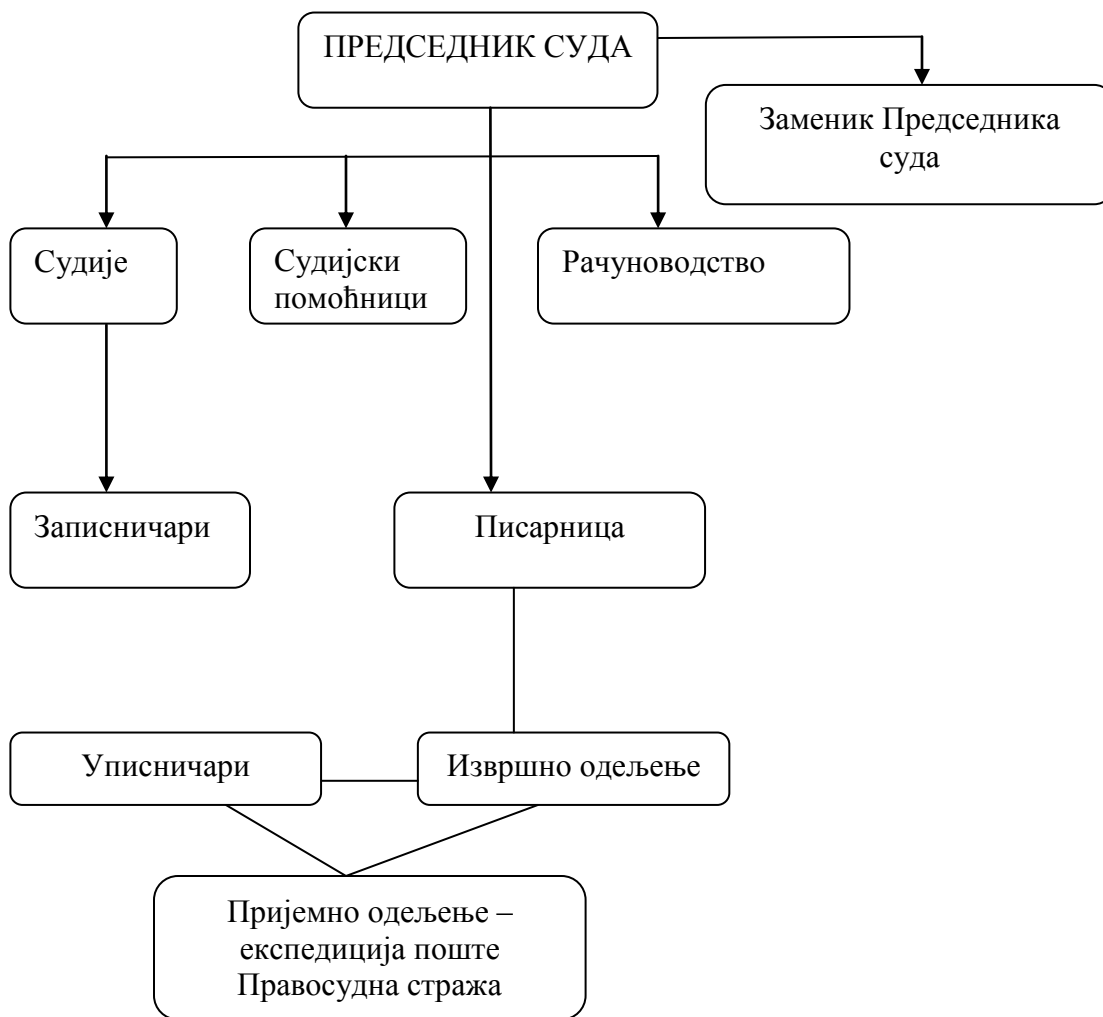 ПРЕДСЕДНИК СУДА
Заменик Председника
суда
Судије
Судијски
помоћници
Рачуноводство
Записничари
Писарница
Уписничари
Извршно одељење
Пријемно одељење –
експедиција поште
Правосудна стража